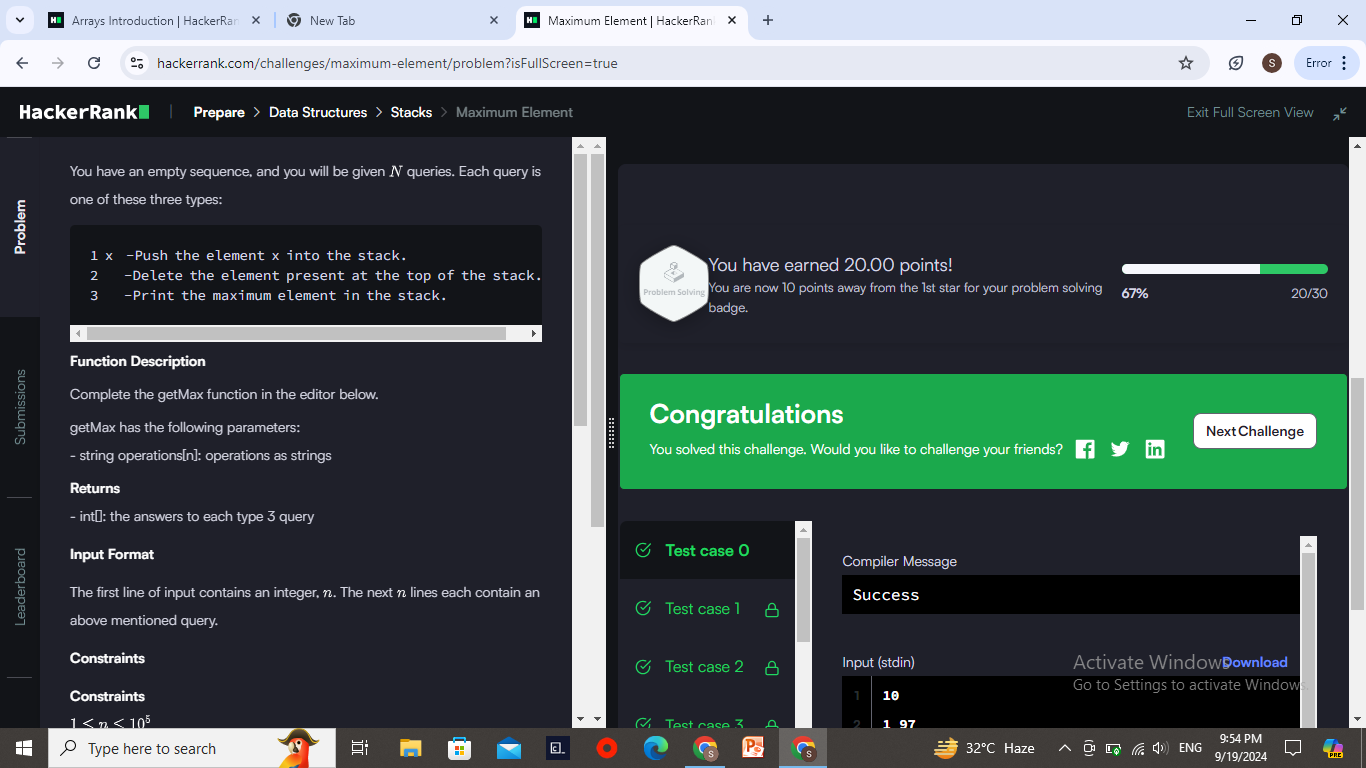 Arrays Introduction | HackerRan
New Tab
Maximum Element | HackerRan
hackerrank.com/challenges/maximum-element/problem?isFullScreen=true
S
Error
HackerRank
Prepare > Data Structures > Stacks > Maximum Element
Exit Full Screen View
Problem
Submissions
Leaderboard
You have an empty sequence, and you will be given N queries. Each query is
one of these three types:
1 x -Push the element x into the stack.
2 -Delete the element present at the top of the stack.
3 -Print the maximum element in the stack.
Function Description
Complete the getMax function in the editor below.
getMax has the following parameters:
- string operations[n]: operations as strings
Returns
- int[]: the answers to each type 3 query
Input Format
The first line of input contains an integer, n. The next n lines each contain an
above mentioned query.
Constraints
Constraints
1 ≤ n ≤ 10⁵
Problem Solving
You have earned 20.00 points!
You are now 10 points away from the 1st star for your problem solving
badge.
67%
20/30
Congratulations
You solved this challenge. Would you like to challenge your friends?
Next Challenge
Test case 0
Test case 1
Test case 2
Test case 3
Compiler Message
Success
Input (stdin)
Download
1 10
2 1 97
Activate Windows
Go to Settings to activate Windows.
Type here to search
32°C Haze
ENG
9:54 PM
9/19/2024
PRE